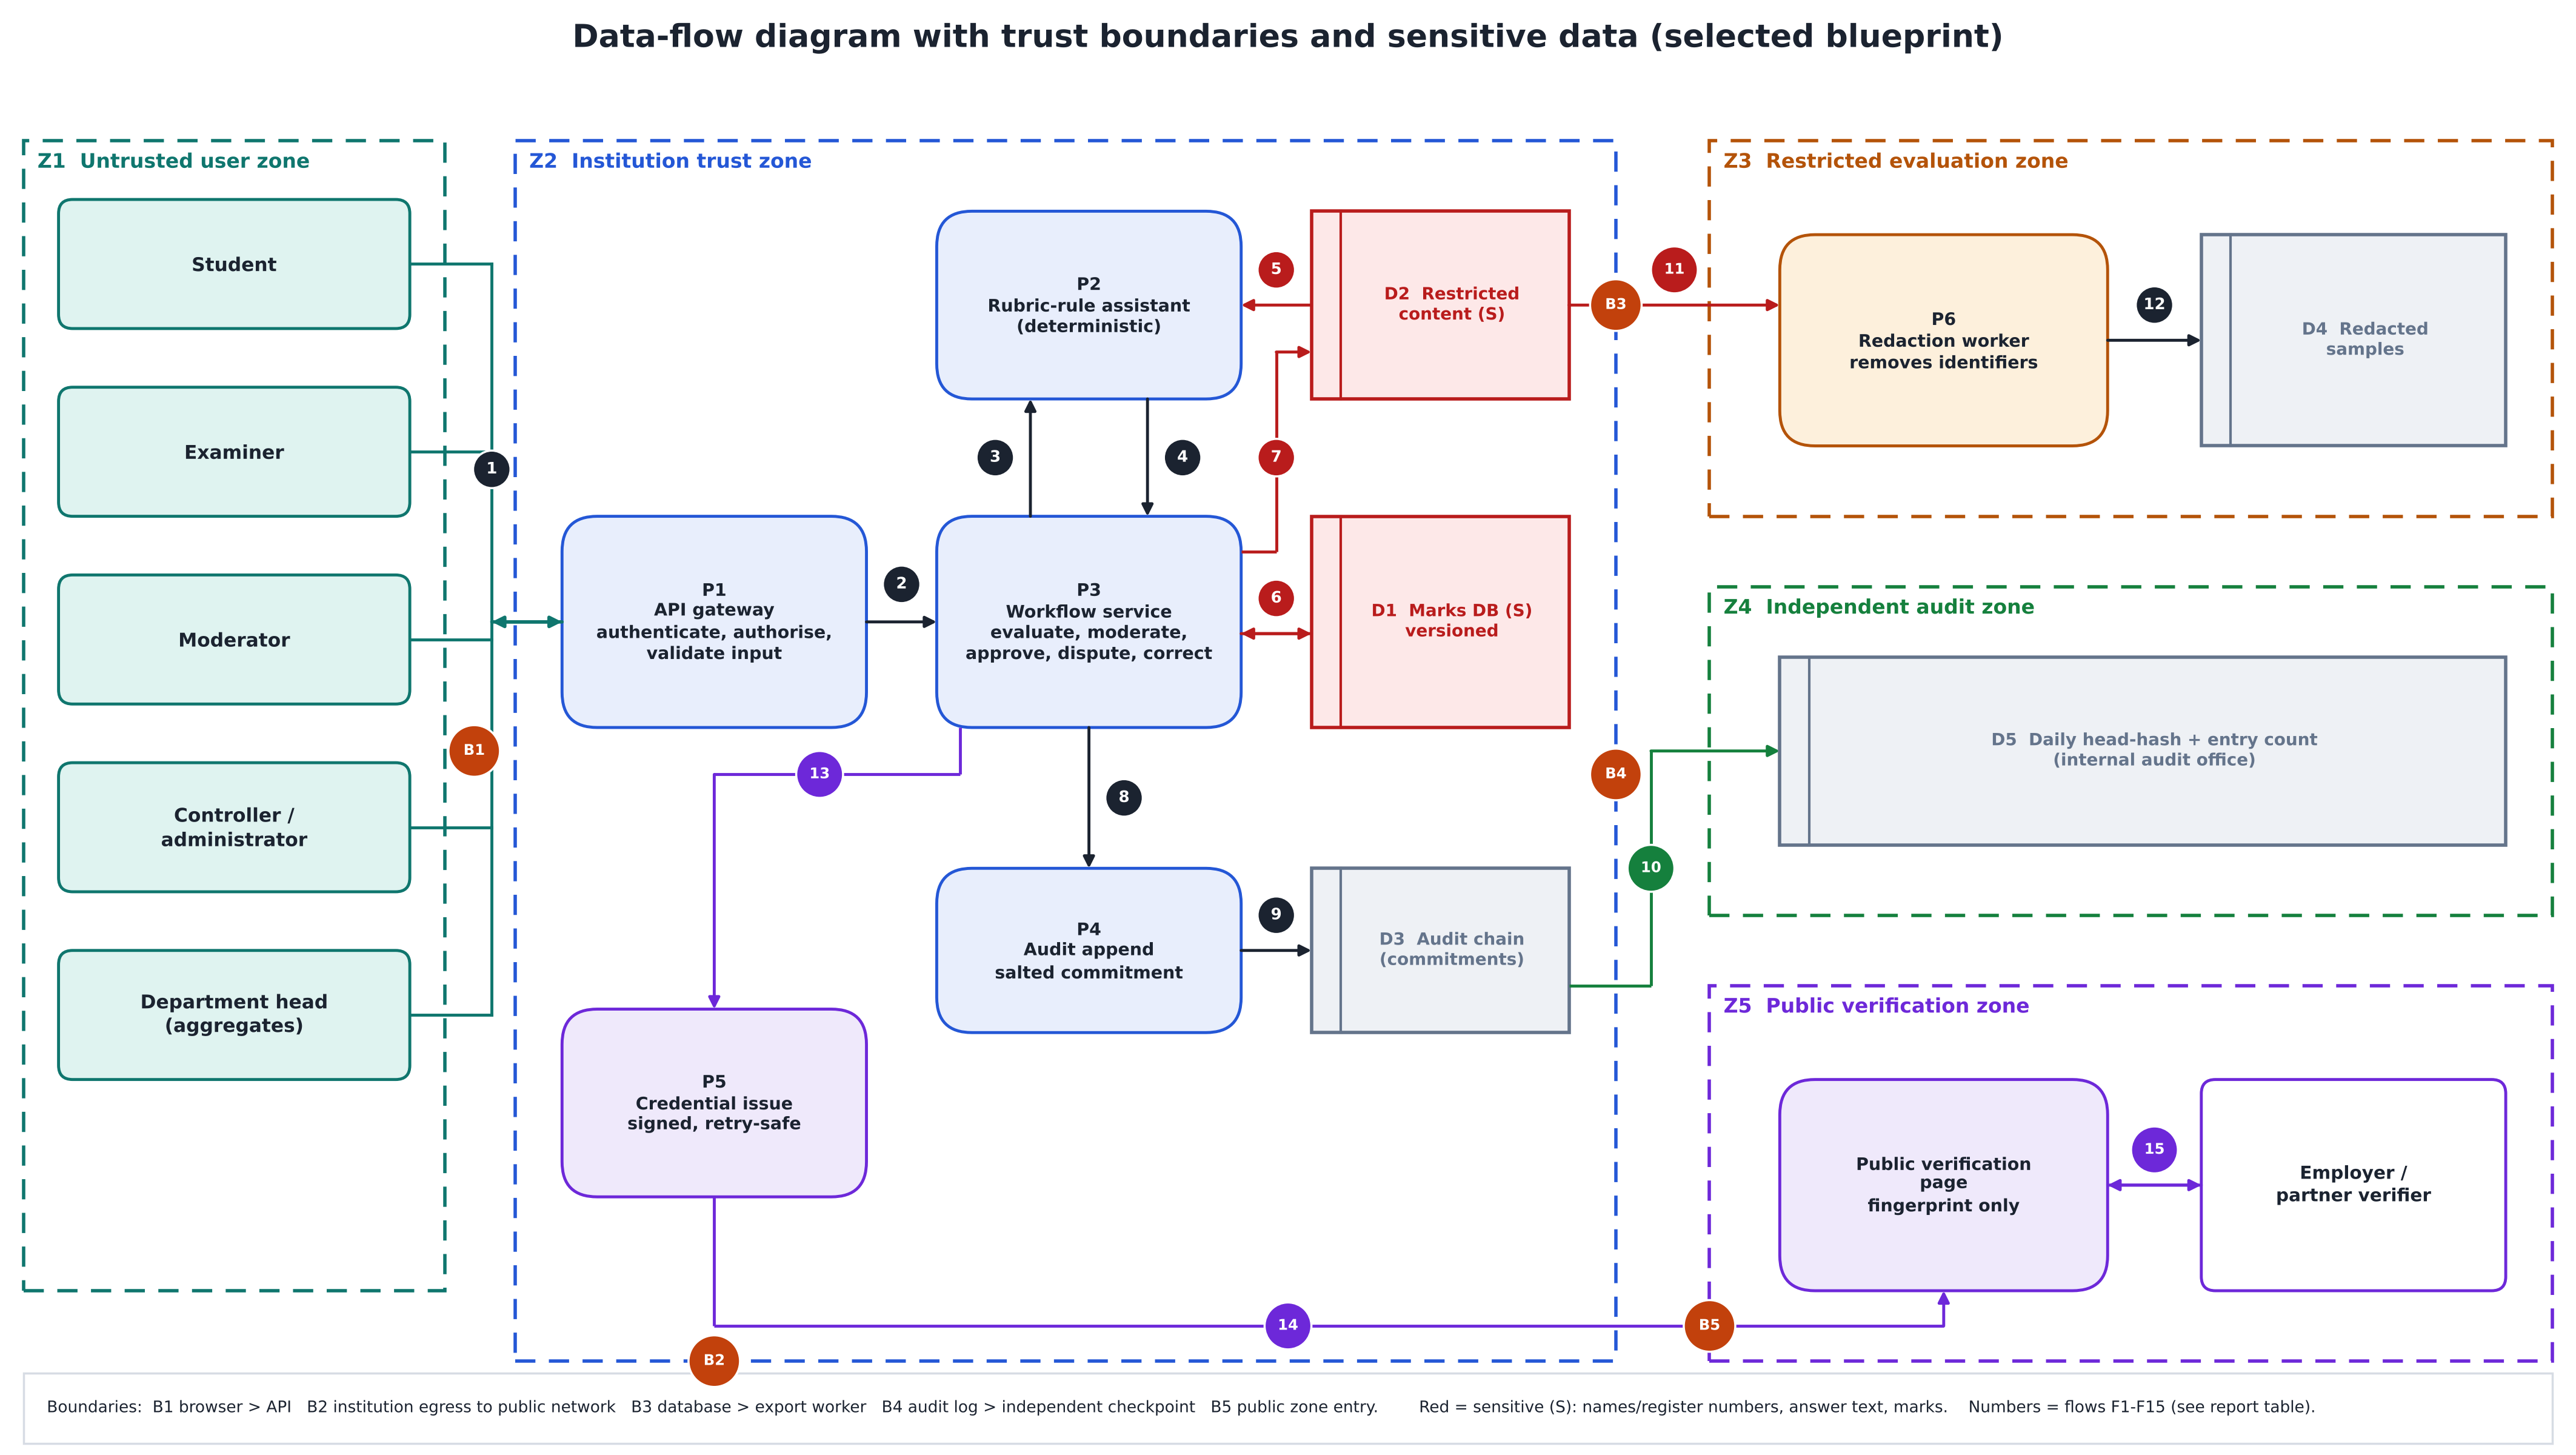 Data-flow diagram with trust boundaries and sensitive data (selected blueprint)
Z1  Untrusted user zone
Student
Examiner
Moderator
Controller /
administrator
Department head
(aggregates)
1
B1
Z2  Institution trust zone
P2
Rubric-rule assistant
(deterministic)
5
D2  Restricted
content (S)
3
4
7
P1
API gateway
authenticate, authorise,
validate input
2
P3
Workflow service
evaluate, moderate,
approve, dispute, correct
6
D1  Marks DB (S)
versioned
13
8
P4
Audit append
salted commitment
9
D3  Audit chain
(commitments)
P5
Credential issue
signed, retry-safe
14
B2
B3
11
B4
10
B5
Z3  Restricted evaluation zone
P6
Redaction worker
removes identifiers
12
D4  Redacted
samples
Z4  Independent audit zone
D5  Daily head-hash + entry count
(internal audit office)
Z5  Public verification zone
Public verification
page
fingerprint only
15
Employer /
partner verifier
Boundaries:  B1 browser > API   B2 institution egress to public network   B3 database > export worker   B4 audit log > independent checkpoint   B5 public zone entry.   Red = sensitive (S): names/register numbers, answer text, marks.   Numbers = flows F1-F15 (see report table).